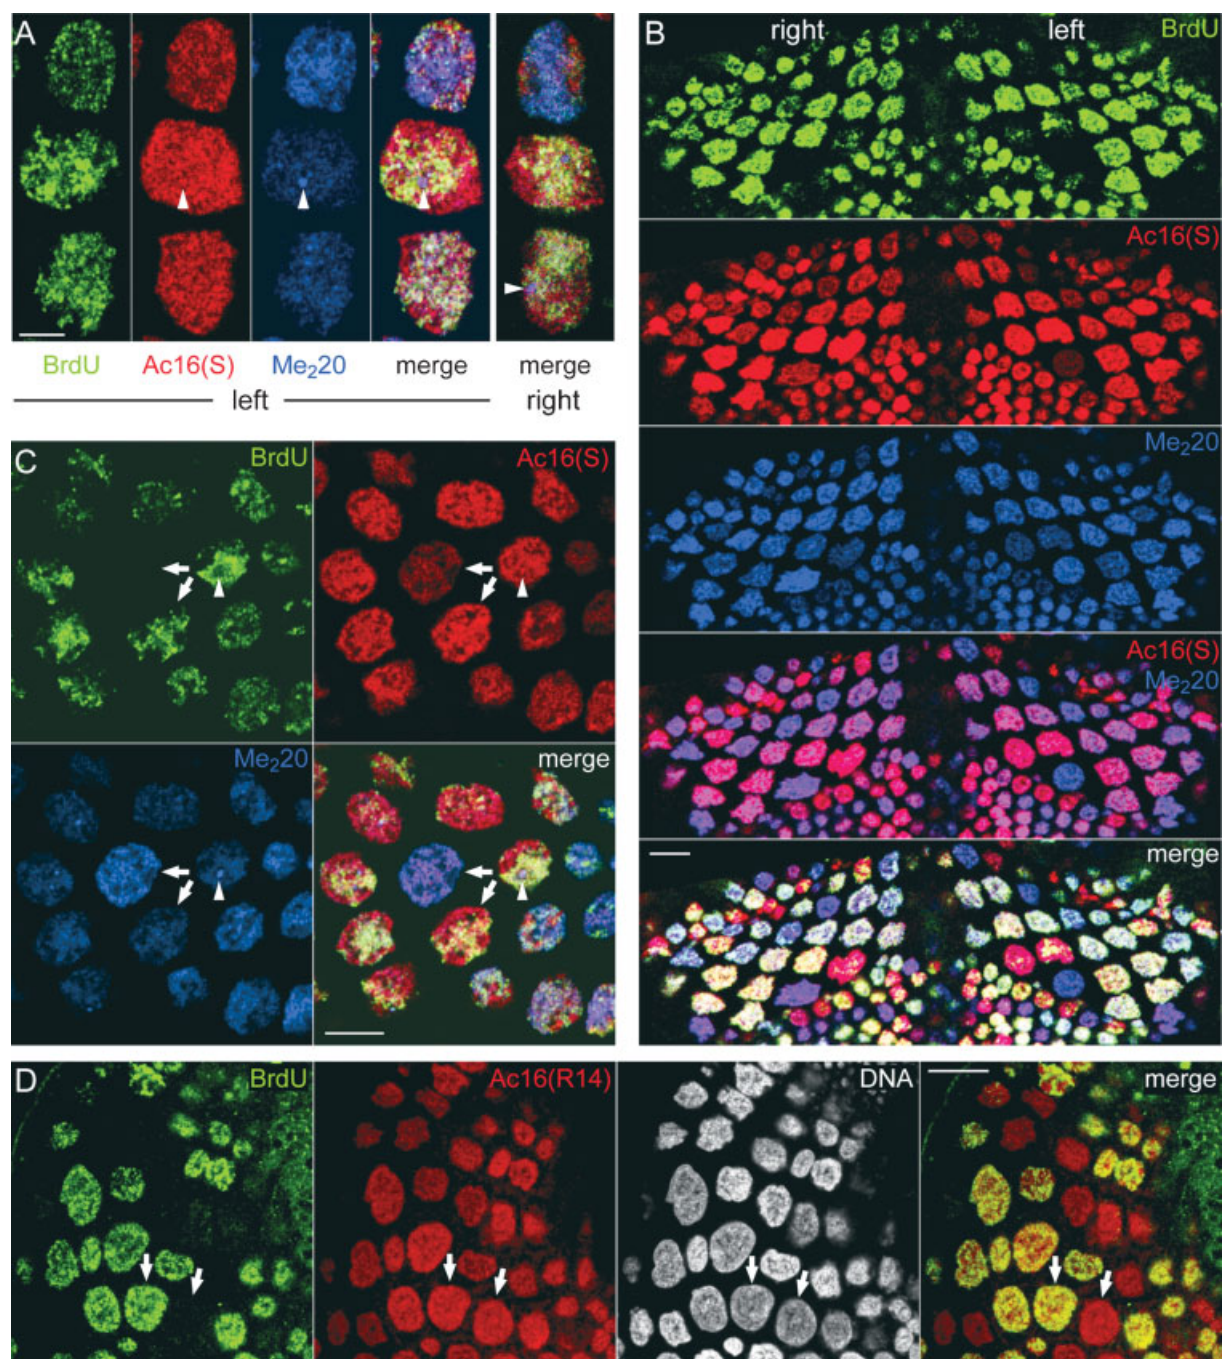 A
BrdU Ac16(S) Me₂20 merge merge
left right
B right left BrdU
Ac16(S)
Me₂20
Ac16(S)
Me₂20
merge
C BrdU Ac16(S)
Me₂20 merge
D BrdU Ac16(R14) DNA merge